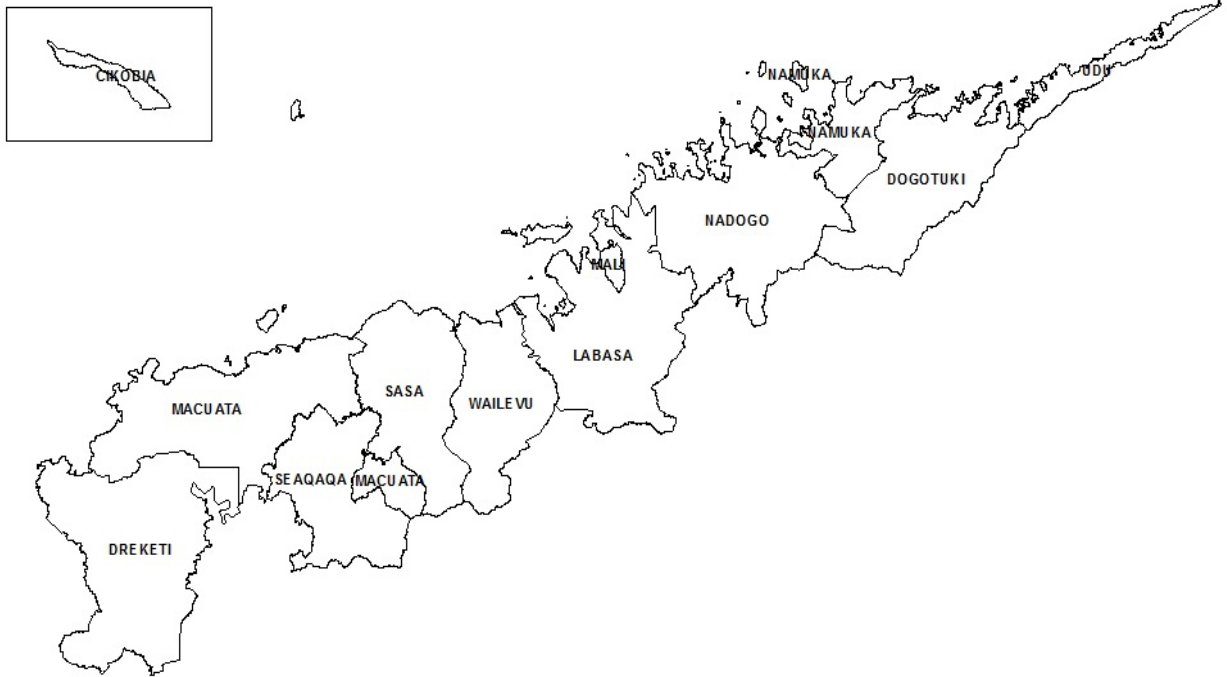 CIKOBIA
NAMUKA
UDU
NAMUKA
DOGOTUKI
NADOGO
MALI
LABASA
SASA
WAILEVU
MACUATA
SEAQAQA
MACUATA
DREKETI